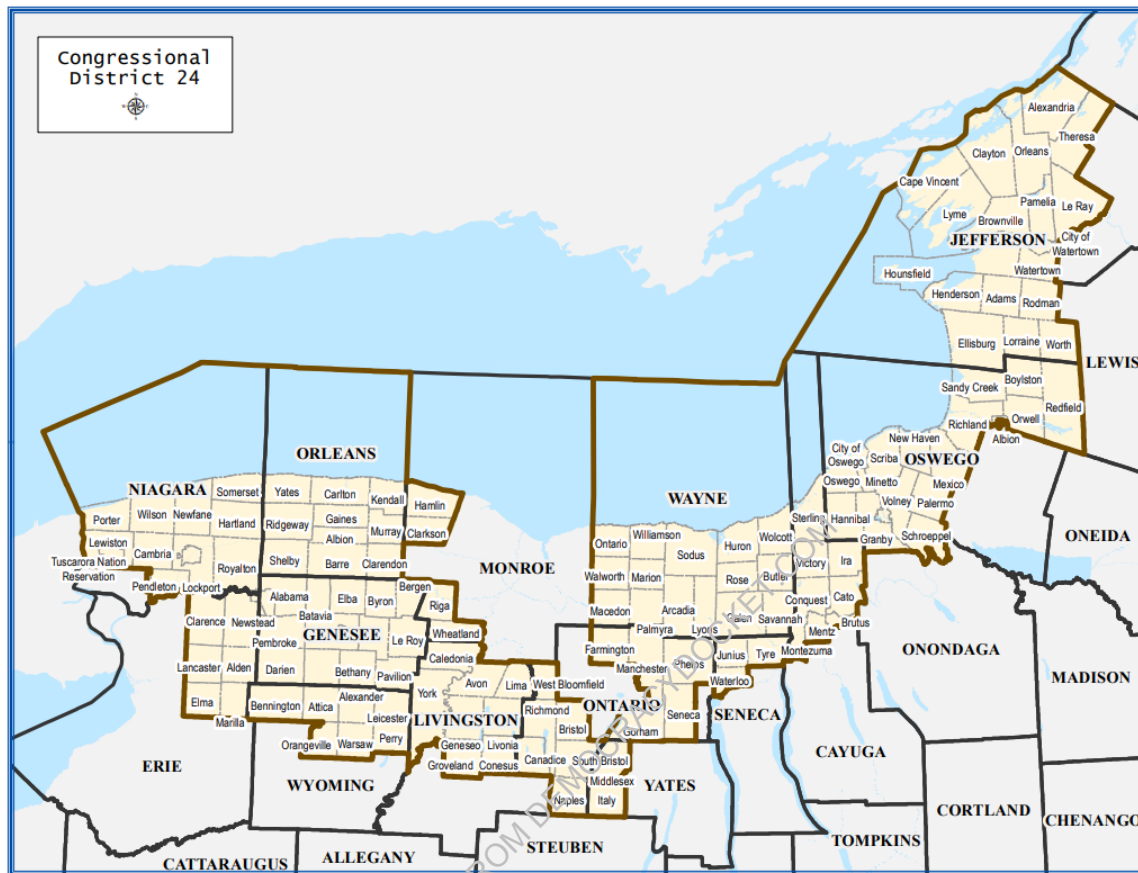 Congressional
District 24
Alexandria
Theresa
Clayton
Orleans
Cape Vincent
Pamelia
Le Ray
Lyme
Brownville
JEFFERSON
City of
Watertown
Hounsfield
Watertown
Henderson
Adams
Rodman
Ellisburg
Lorraine
Worth
LEWIS
Sandy Creek
Boylston
Redfield
Richland
Orwell
Albion
New Haven
City of
Oswego
Scriba
OSWEGO
Oswego
Minetto
Mexico
Volney
Palermo
Hannibal
Granby
Schroeppel
ONEIDA
ORLEANS
NIAGARA
Somerset
Yates
Carlton
Kendall
Hamlin
Porter
Wilson
Newfane
Hartland
Ridgeway
Gaines
Murray
Clarkson
Lewiston
Cambria
Albion
Tuscarora Nation
Reservation
Royalton
Shelby
Barre
Clarendon
Pendleton
Lockport
MONROE
WAYNE
Ontario
Williamson
Sodus
Huron
Wolcott
Sterling
Walworth
Marion
Rose
Butler
Victory
Ira
Macedon
Arcadia
Conquest
Cato
Palmyra
Lyons
Galen
Savannah
Mentz
Brutus
Farmington
Manchester
Phelps
Junius
Tyre
Montezuma
Waterloo
Alabama
Elba
Byron
Bergen
Riga
Batavia
Clarence
Newstead
Pembroke
GENESEE
Le Roy
Wheatland
Caledonia
Lancaster
Alden
Darien
Bethany
Pavilion
York
Avon
Lima
West Bloomfield
Elma
Bennington
Attica
Alexander
Marilla
Leicester
LIVINGSTON
Richmond
ONTARIO
Seneca
SENECA
Bristol
Gorham
Orangeville
Warsaw
Perry
Geneseo
Livonia
Groveland
Conesus
Canadice
South Bristol
Middlesex
Naples
Italy
YATES
ERIE
WYOMING
ONONDAGA
MADISON
CAYUGA
CORTLAND
CHENANGO
TOMPKINS
STEUBEN
ALLEGANY
CATTARAUGUS
ROM DEMOCRACYDOCKET.COM